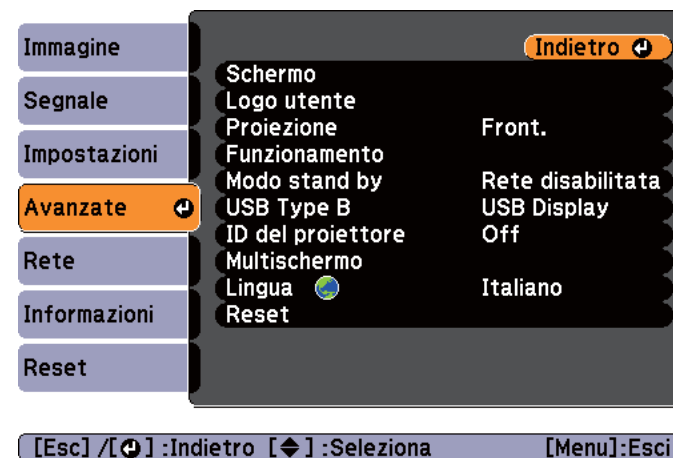 Immagine
Segnale
Impostazioni
Avanzate
Rete
Informazioni
Reset
Indietro
Schermo
Logo utente
Proiezione Front.
Funzionamento
Modo stand by Rete disabilitata
USB Type B USB Display
ID del proiettore Off
Multischermo
Lingua Italiano
Reset
[Esc] /[ ] :Indietro [ ] :Seleziona [Menu]:Esci